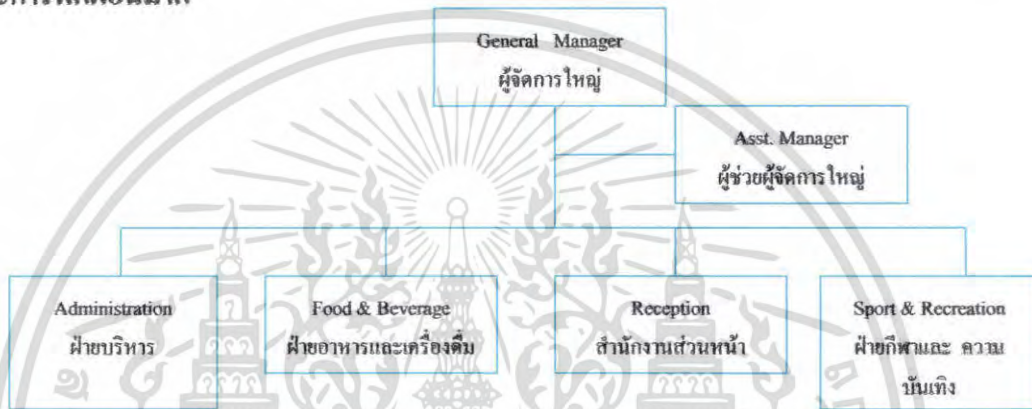 General Manager
ผู้จัดการใหญ่
Asst. Manager
ผู้ช่วยผู้จัดการใหญ่
Administration
ฝ่ายบริหาร
Food & Beverage
ฝ่ายอาหารและเครื่องดื่ม
Reception
สำนักงานส่วนหน้า
Sport & Recreation
ฝ่ายกีฬาและ ความ
บันเทิง